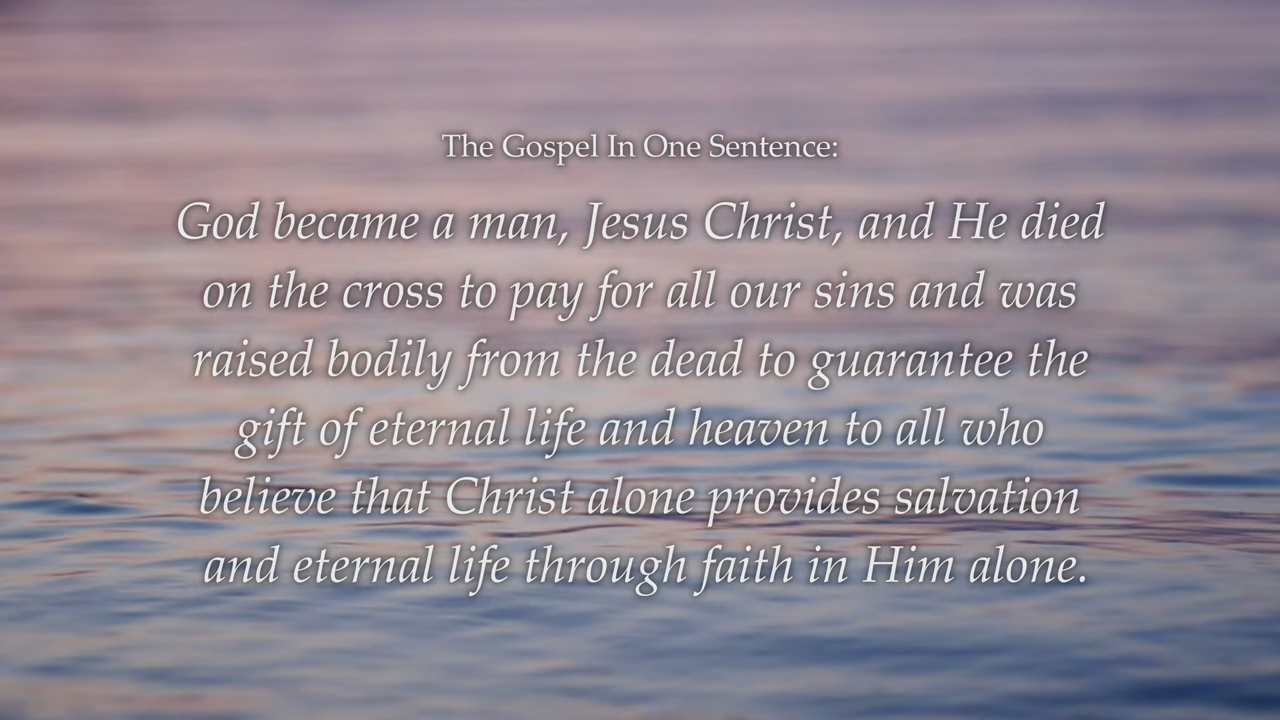 The Gospel In One Sentence:
God became a man, Jesus Christ, and He died
on the cross to pay for all our sins and was
raised bodily from the dead to guarantee the
gift of eternal life and heaven to all who
believe that Christ alone provides salvation
and eternal life through faith in Him alone.